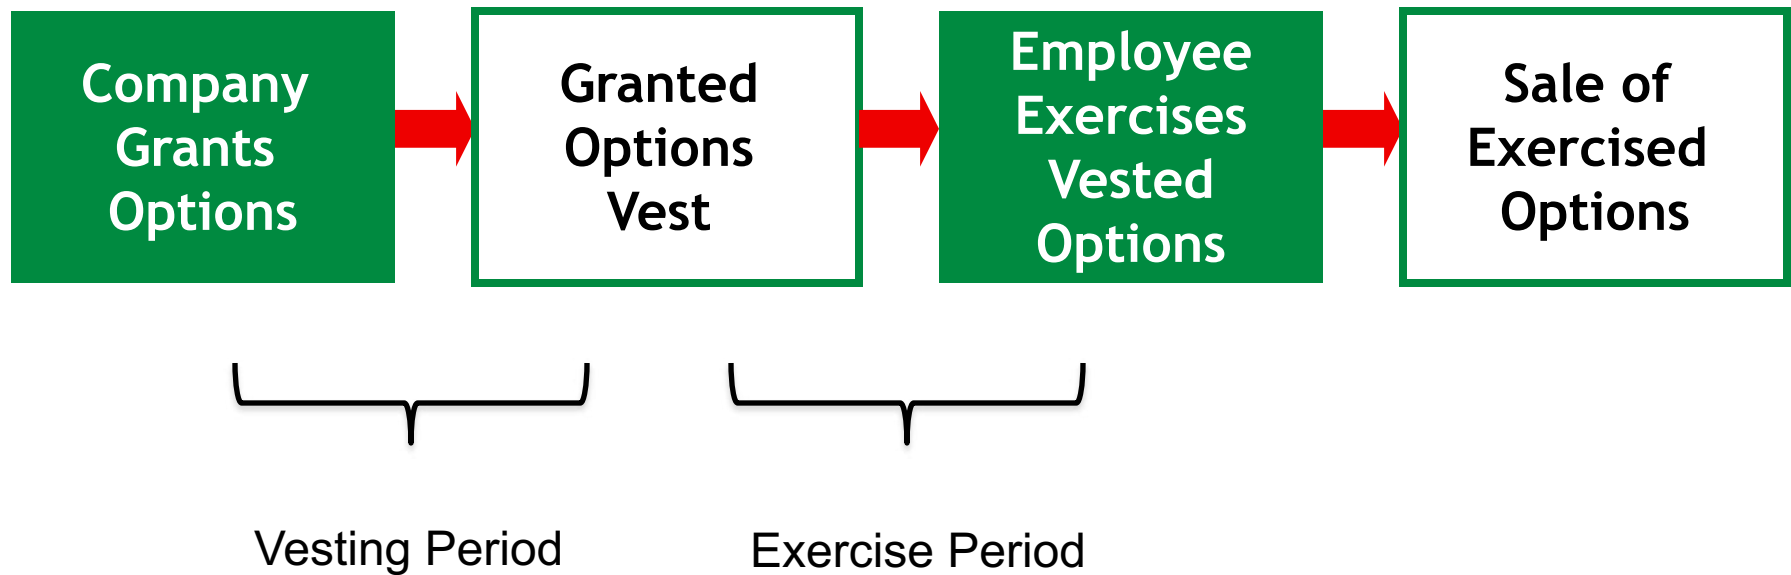 Company
Grants
Options
Granted
Options
Vest
Employee
Exercises
Vested
Options
Sale of
Exercised
Options
Vesting Period
Exercise Period